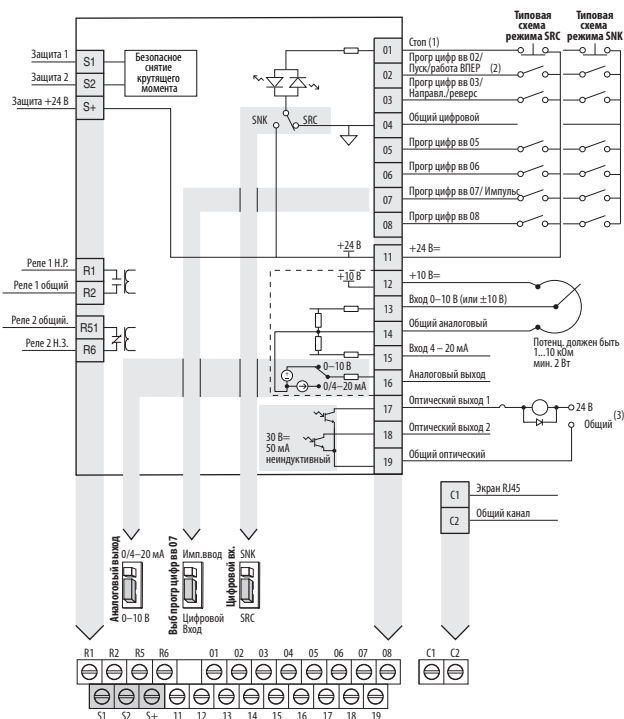 Типовая схема режима SRC
Типовая схема режима SNK
Защита 1
S1
Защита 2
S2
Защита +24 В
S+
Безопасное
снятие
крутящего
момента
SNK
SRC
01
Стоп (1)
02
Прогр цифр вв 02/
Пуск/работа ВПЕР (2)
03
Прогр цифр вв 03/
Направл./реверс
04
Общий цифровой
05
Прогр цифр вв 05
06
Прогр цифр вв 06
07
Прогр цифр вв 07/ Импульс
08
Прогр цифр вв 08
+24 В
11
+24 В=
+10 В
12
+10 В=
13
Вход 0–10 В (или ±10 В)
14
Общий аналоговый
15
Вход 4 – 20 мА
16
Аналоговый выход
17
Оптический выход 1
18
Оптический выход 2
19
Общий оптический
Потенц. должен быть
1...10 кОм
мин. 2 Вт
24 В
Общий (3)
Реле 1 Н.Р.
R1
Реле 1 общий
R2
Реле 2 общий.
R51
Реле 2 Н.З.
R6
0–10 В
0/4–20 мА
30 В=
50 мА
неиндуктивный
C1
Экран RJ45
C2
Общий канал
Аналоговый выход
0/4–20 мА
0–10 В
Выб прогр цифр вв 07
Имп.ввод
Цифровой
Вход
Цифровой вх.
SNK
SRC
R1 R2 R5 R6 01 02 03 04 05 06 07 08
C1 C2
S1 S2 S+ 11 12 13 14 15 16 17 18 19